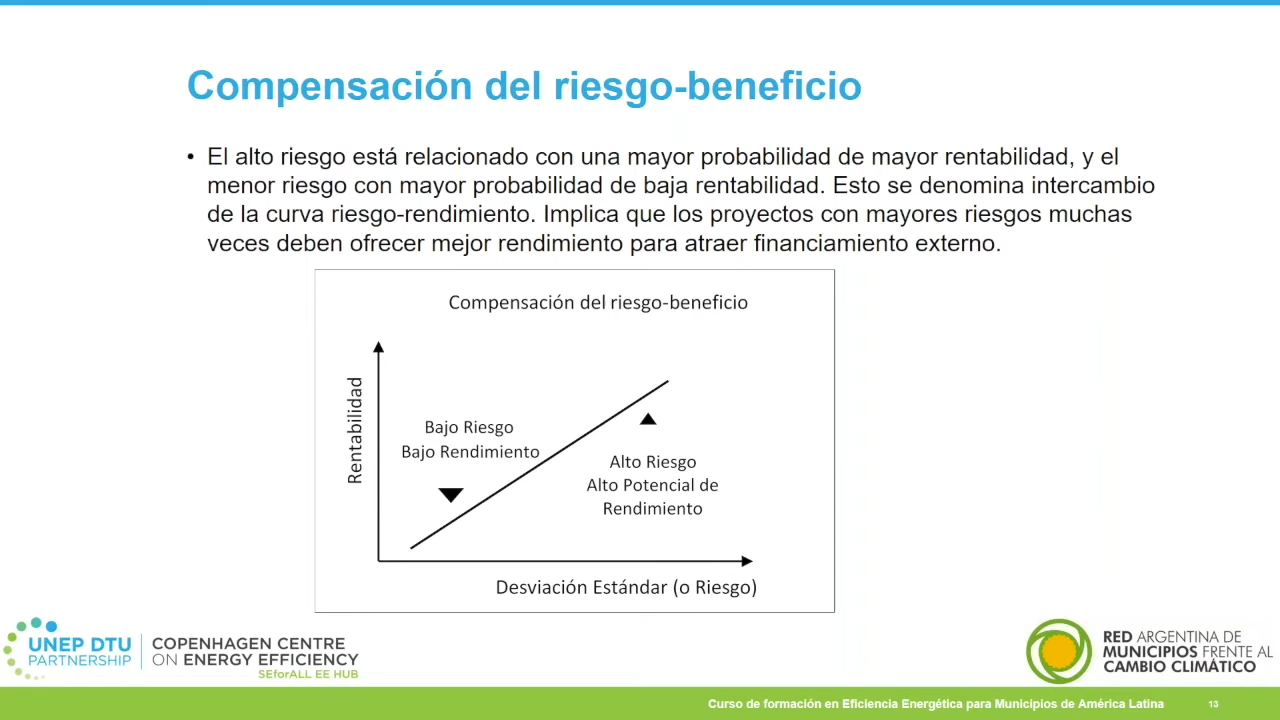 Compensación del riesgo-beneficio
• El alto riesgo está relacionado con una mayor probabilidad de mayor rentabilidad, y el
menor riesgo con mayor probabilidad de baja rentabilidad. Esto se denomina intercambio
de la curva riesgo-rendimiento. Implica que los proyectos con mayores riesgos muchas
veces deben ofrecer mejor rendimiento para atraer financiamiento externo.
Compensación del riesgo-beneficio
Rentabilidad
Bajo Riesgo
Bajo Rendimiento
Alto Riesgo
Alto Potencial de
Rendimiento
Desviación Estándar (o Riesgo)
UNEP DTU
PARTNERSHIP
COPENHAGEN CENTRE
ON ENERGY EFFICIENCY
SEforALL EE HUB
RED ARGENTINA DE
MUNICIPIOS FRENTE AL
CAMBIO CLIMÁTICO
Curso de formación en Eficiencia Energética para Municipios de América Latina
13